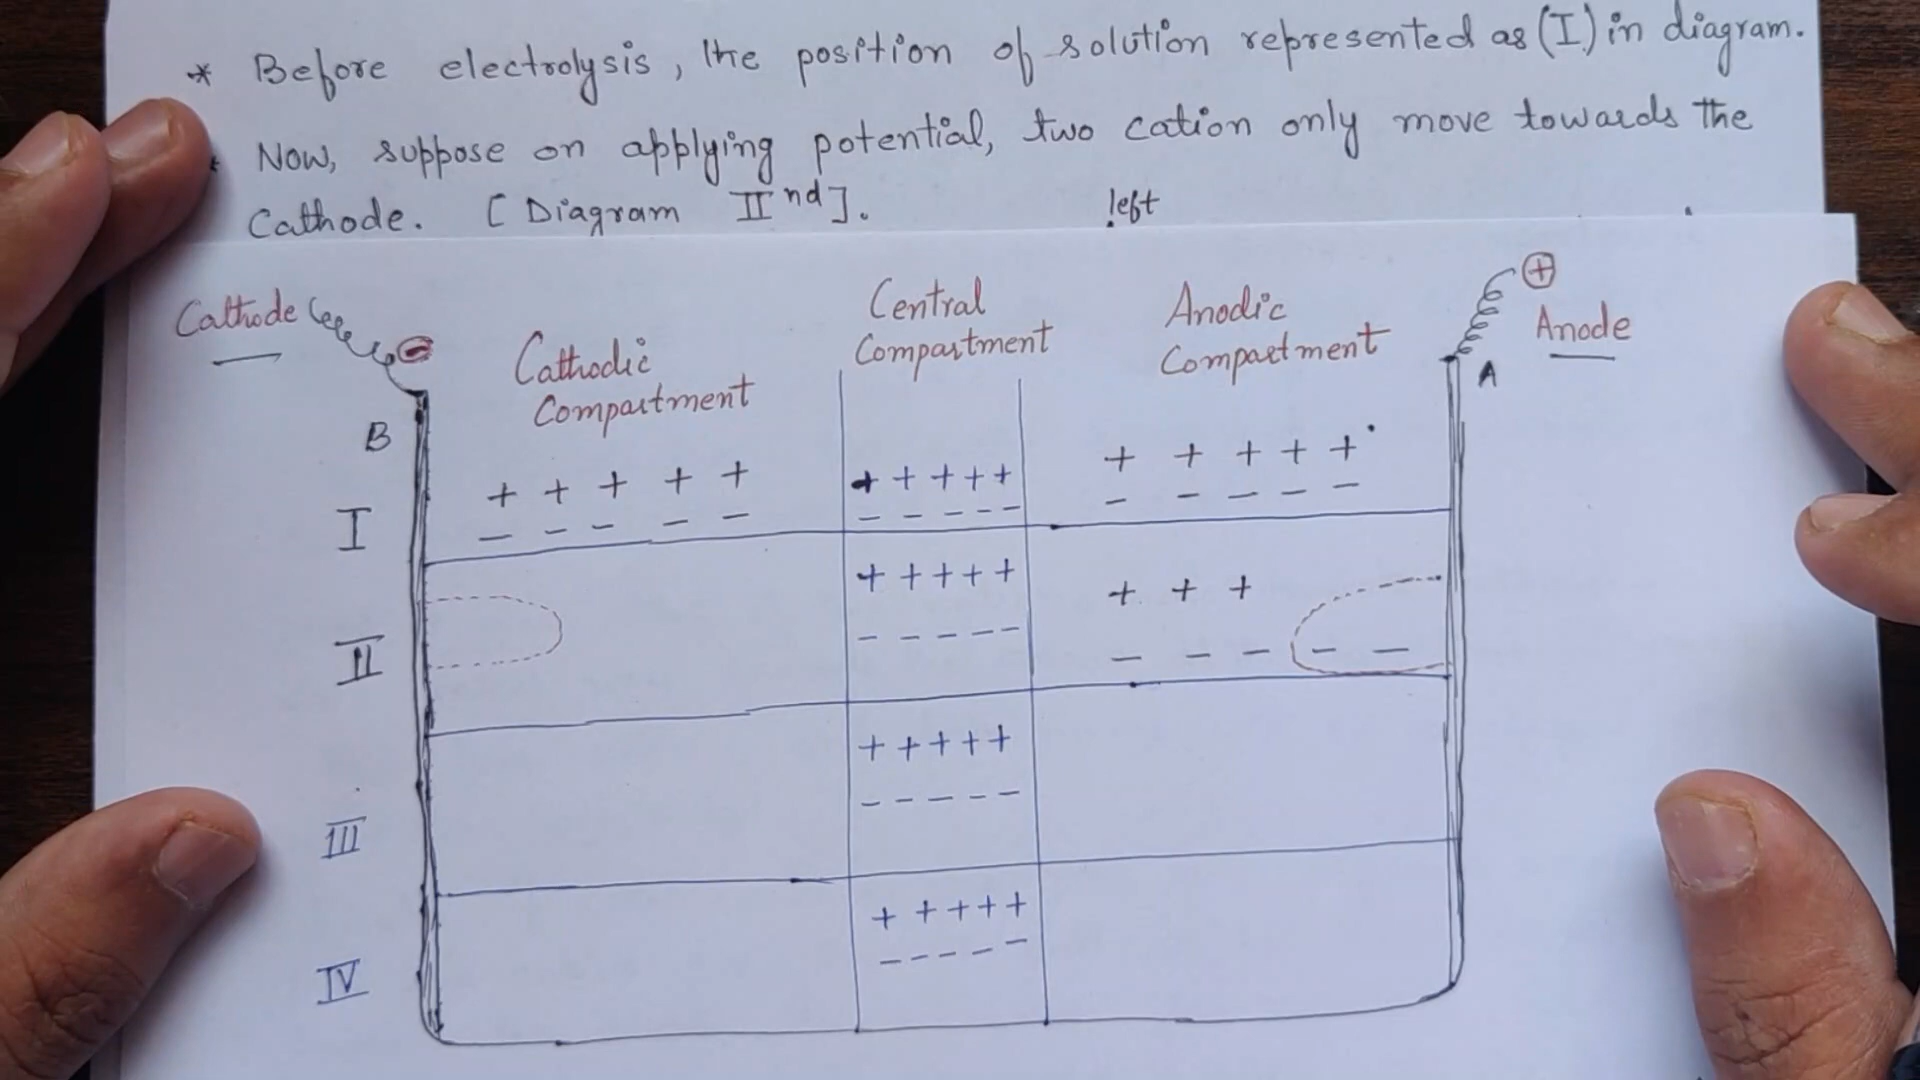 * Before electrolysis, the position of solution represented as (I) in diagram.
* Now, suppose on applying potential, two cation only move towards the
Cathode. [Diagram IInd].
left
Cathode
-
Cathodic
Compartment
Central
Compartment
Anodic
Compartment
+
Anode
A
B
I
+ + + + +
+ + + + +
+ + + + +
- - - - -
- - - - -
- - - - -
II
+ + + + +
+ + +
- - - - -
- - - - -
III
+ + + + +
- - - - -
IV
+ + + + +
- - - - -